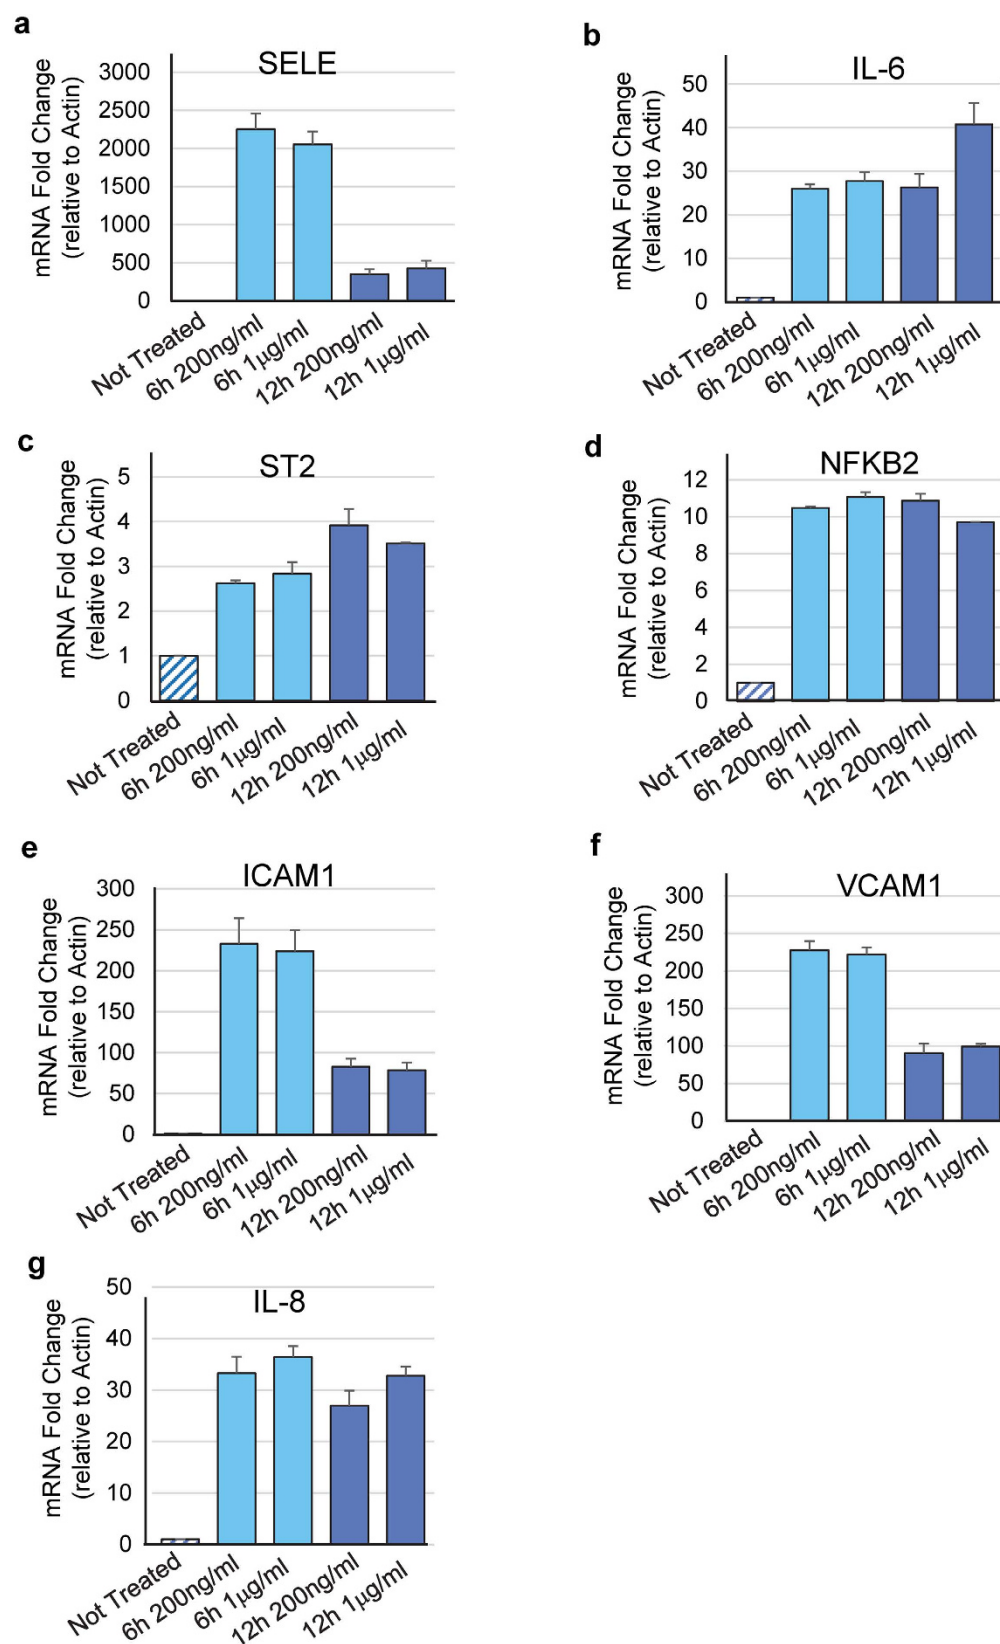 a
SELE
mRNA Fold Change
(relative to Actin)
3000
2500
2000
1500
1000
500
0
Not Treated
6h 200ng/ml
6h 1μg/ml
12h 200ng/ml
12h 1μg/ml
b
IL-6
mRNA Fold Change
(relative to Actin)
50
40
30
20
10
0
Not Treated
6h 200ng/ml
6h 1μg/ml
12h 200ng/ml
12h 1μg/ml
c
ST2
mRNA Fold Change
(relative to Actin)
5
4
3
2
1
0
Not Treated
6h 200ng/ml
6h 1μg/ml
12h 200ng/ml
12h 1μg/ml
d
NFKB2
mRNA Fold Change
(relative to Actin)
12
10
8
6
4
2
0
Not Treated
6h 200ng/ml
6h 1μg/ml
12h 200ng/ml
12h 1μg/ml
e
ICAM1
mRNA Fold Change
(relative to Actin)
300
250
200
150
100
50
0
Not Treated
6h 200ng/ml
6h 1μg/ml
12h 200ng/ml
12h 1μg/ml
f
VCAM1
mRNA Fold Change
(relative to Actin)
300
250
200
150
100
50
0
Not Treated
6h 200ng/ml
6h 1μg/ml
12h 200ng/ml
12h 1μg/ml
g
IL-8
mRNA Fold Change
(relative to Actin)
50
40
30
20
10
0
Not Treated
6h 200ng/ml
6h 1μg/ml
12h 200ng/ml
12h 1μg/ml